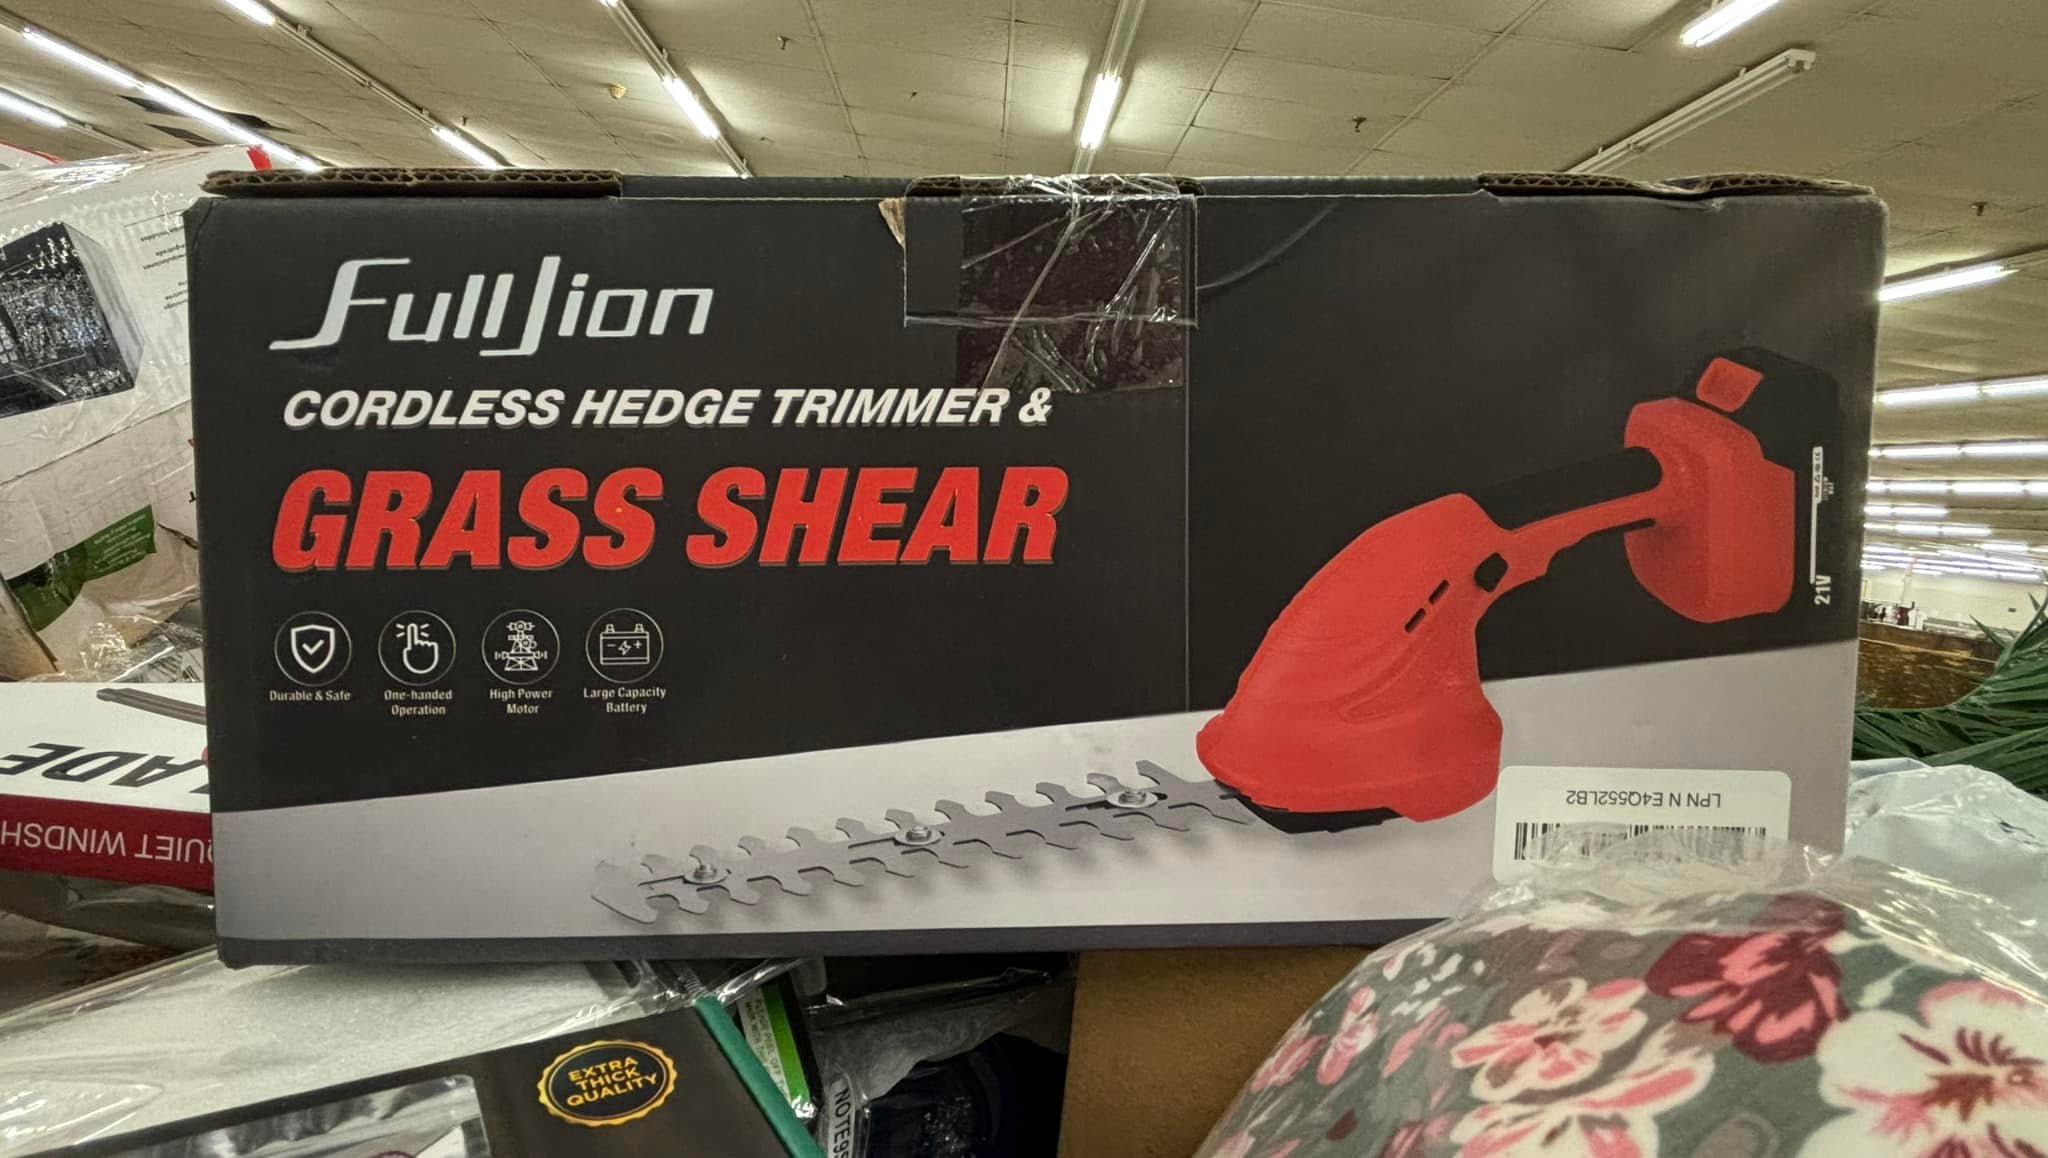 FullJion
CORDLESS HEDGE TRIMMER &
GRASS SHEAR
Durable & Safe
One-handed
Operation
High Power
Motor
Large Capacity
Battery
21V
LPN N E4Q552LB2
ADE
QUIET WINDSH
EXTRA
THICK
QUALITY